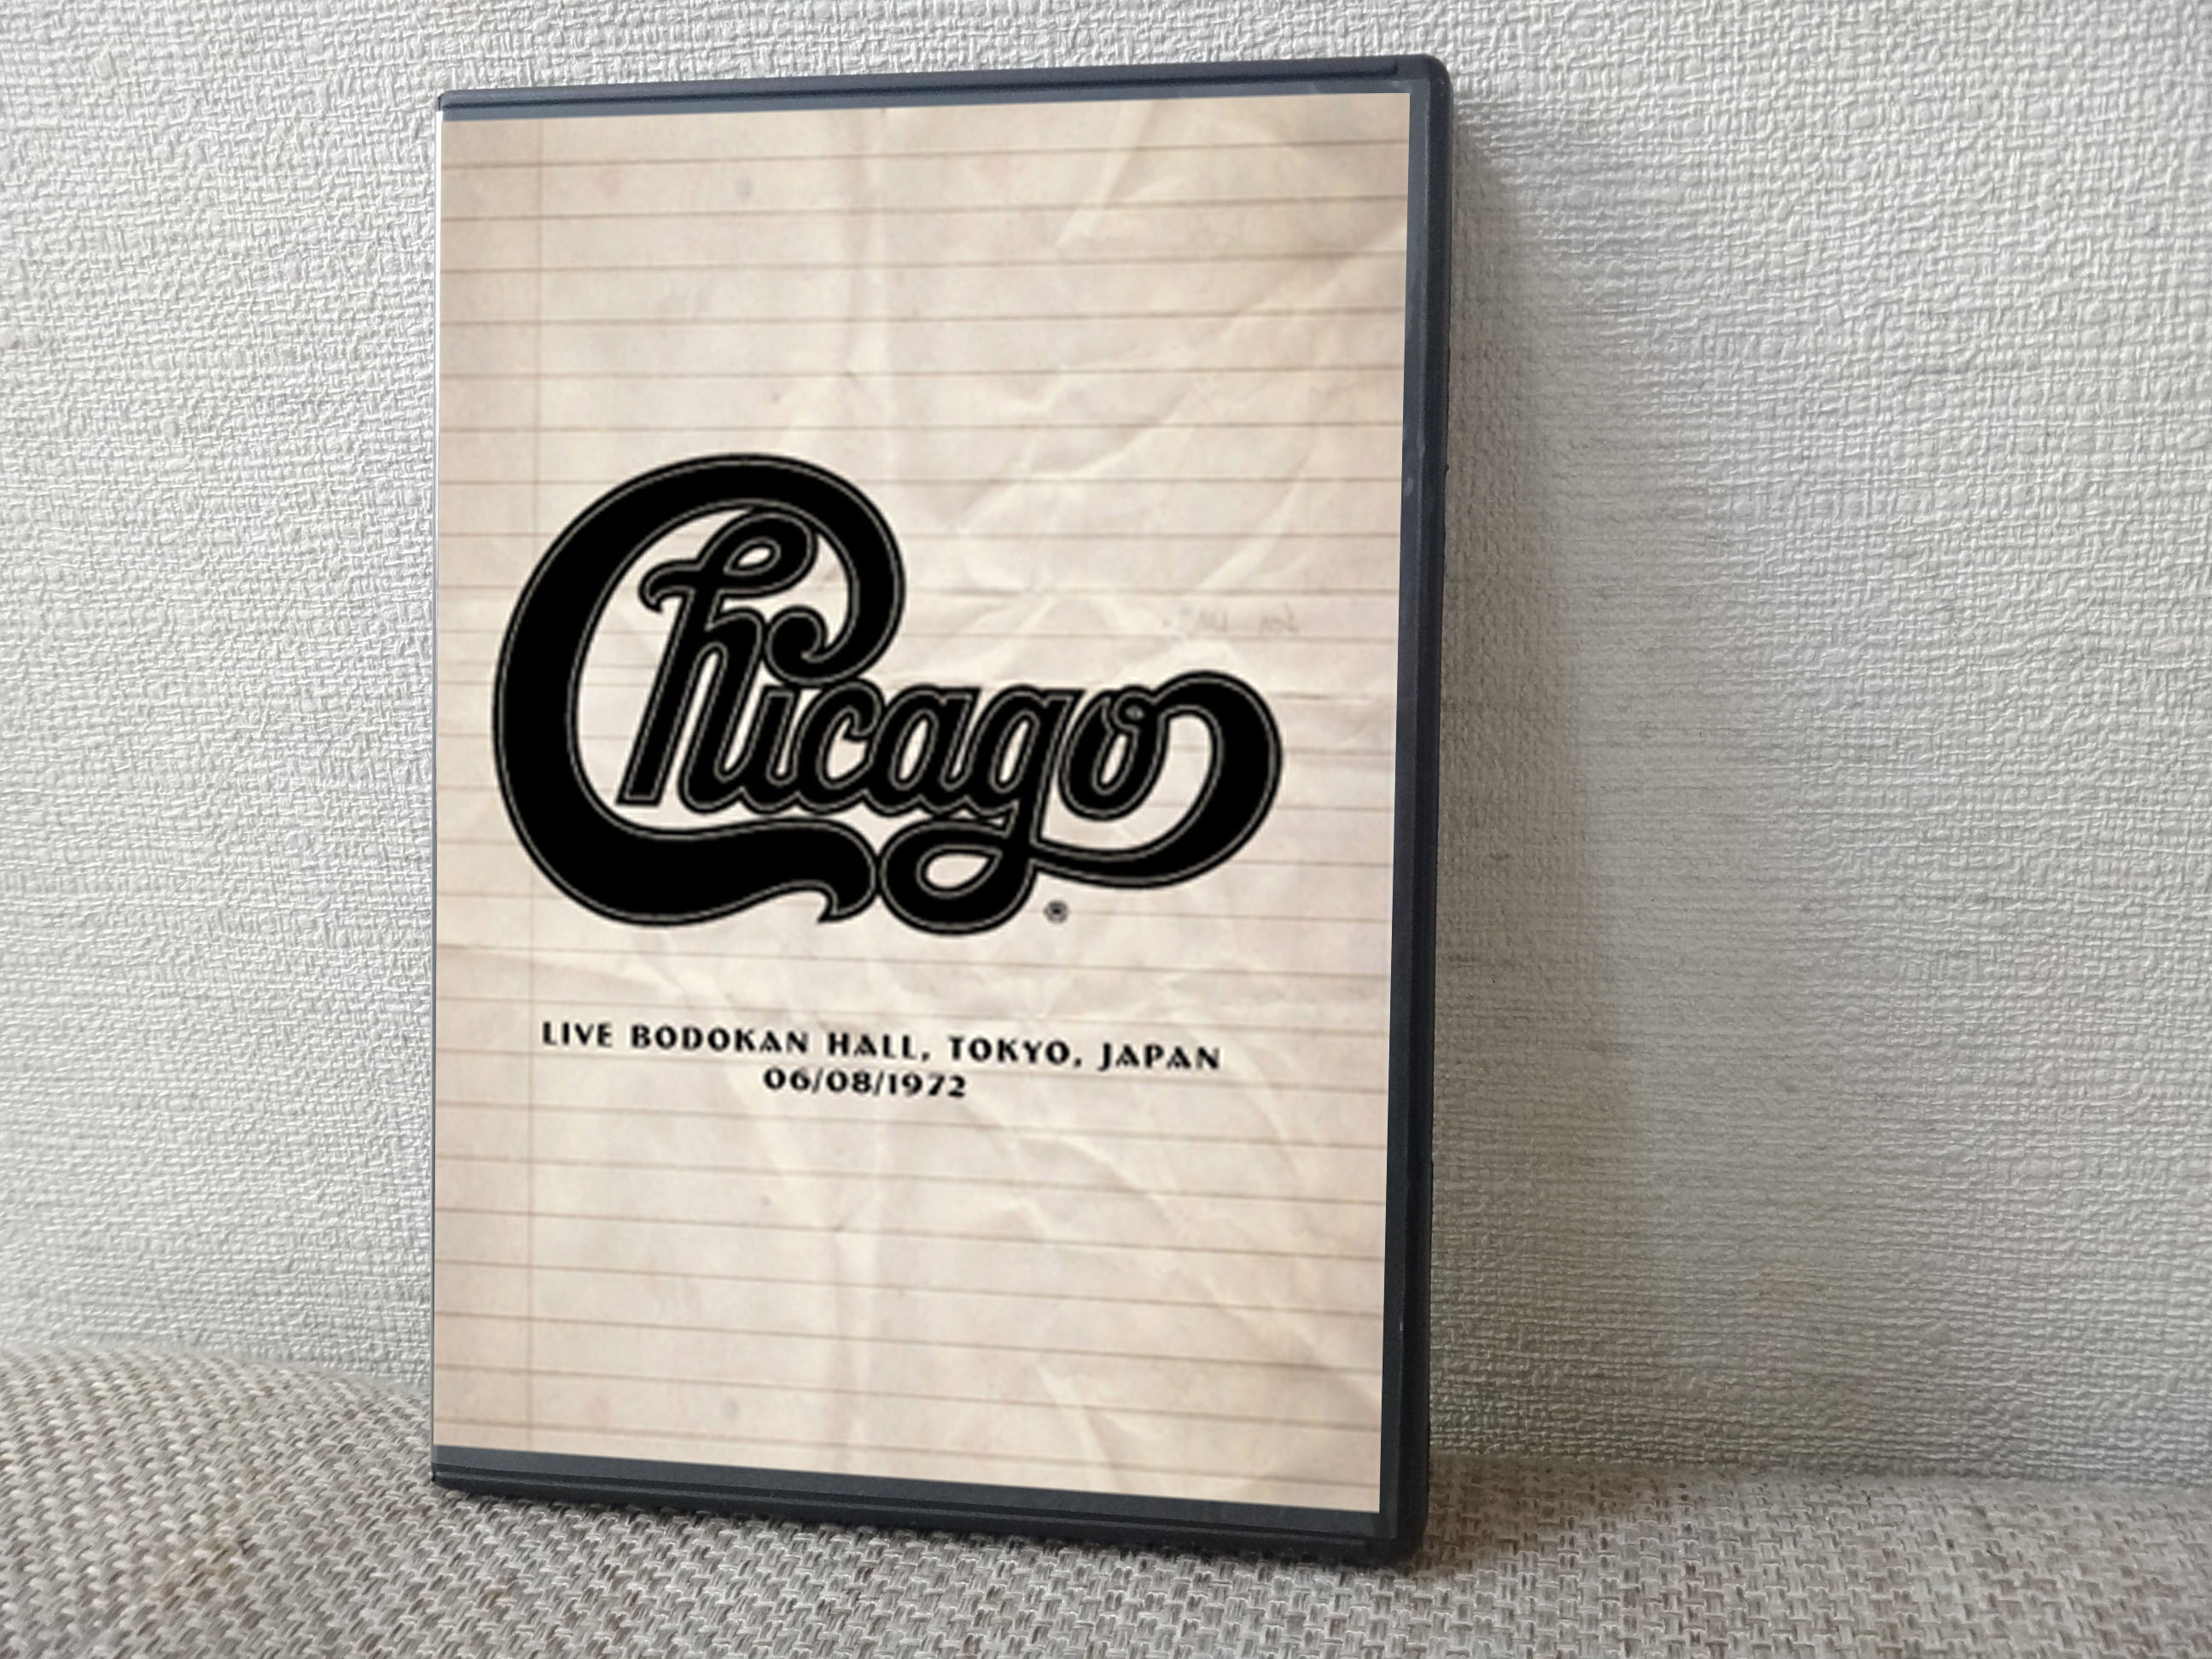 Chicago®
LIVE BODOKAN HALL, TOKYO, JAPAN
06/08/1972